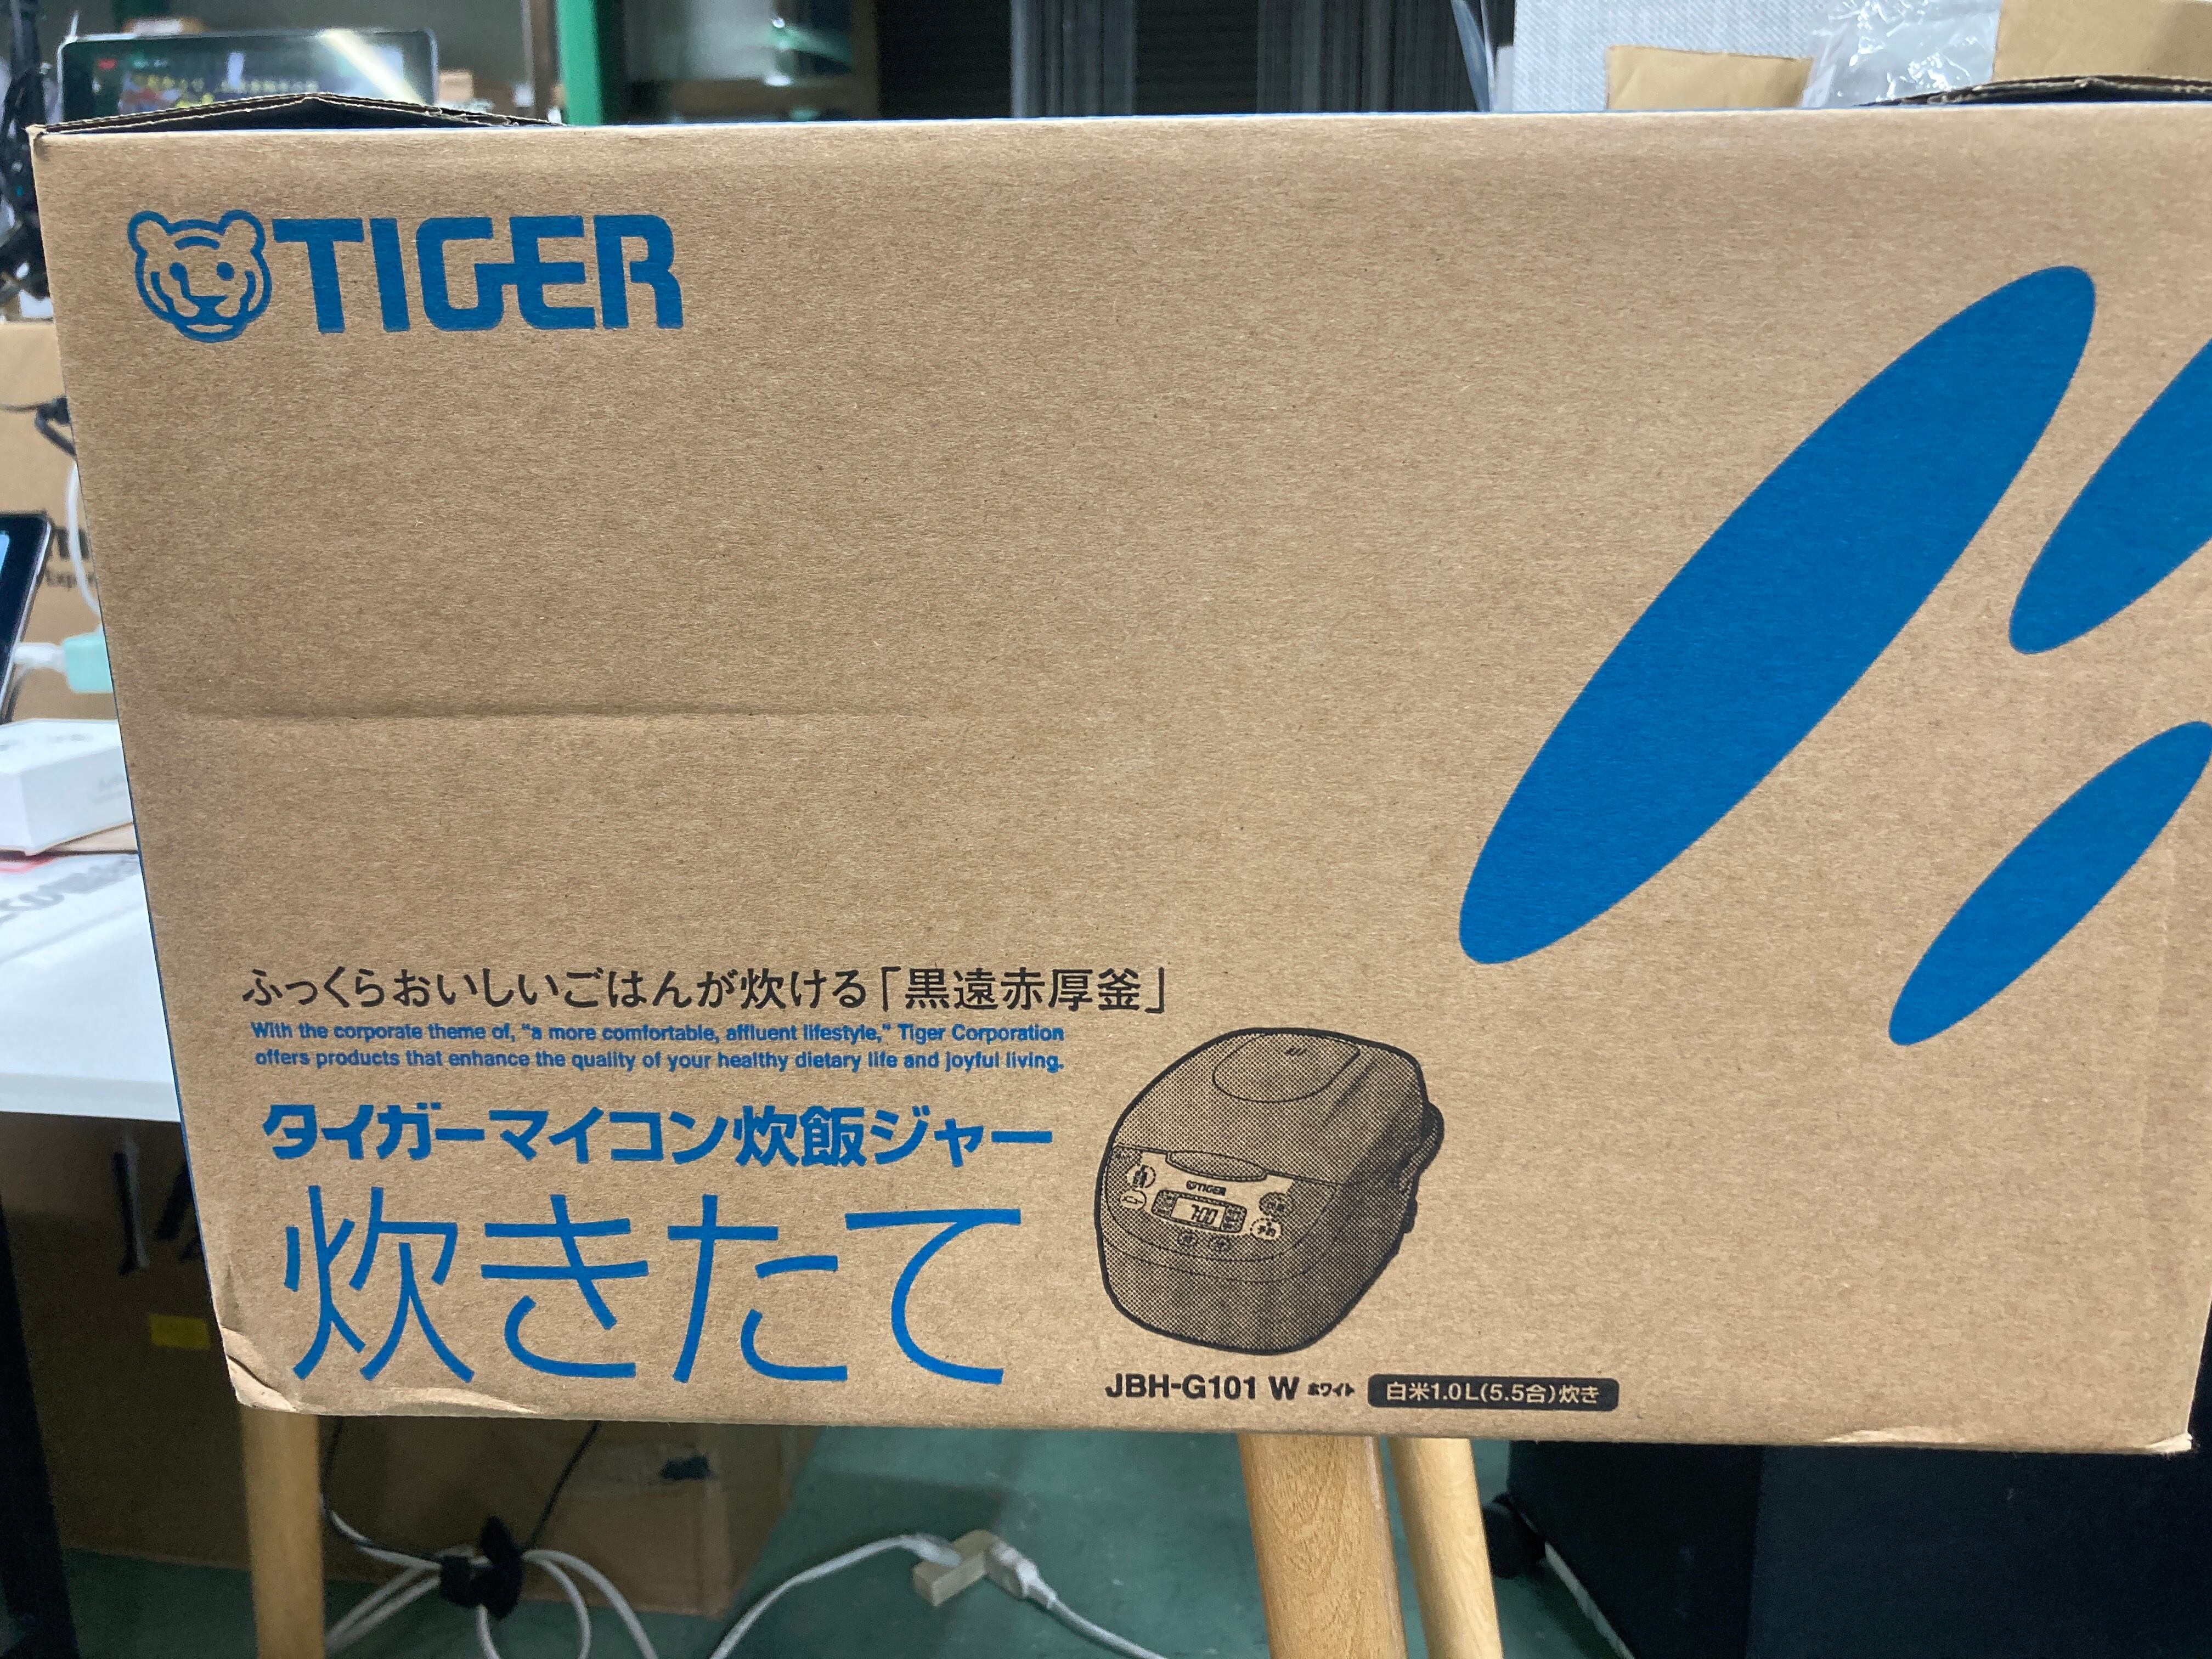 TIGER
ふっくらおいしいごはんが炊ける「黒遠赤厚釜」
With the corporate theme of, "a more comfortable, affluent lifestyle," Tiger Corporation
offers products that enhance the quality of your healthy dietary life and joyful living.
タイガーマイコン炊飯ジャー
炊きたて
TIGER
7:00
JBH-G101 W ホワイト 白米1.0L(5.5合)炊き